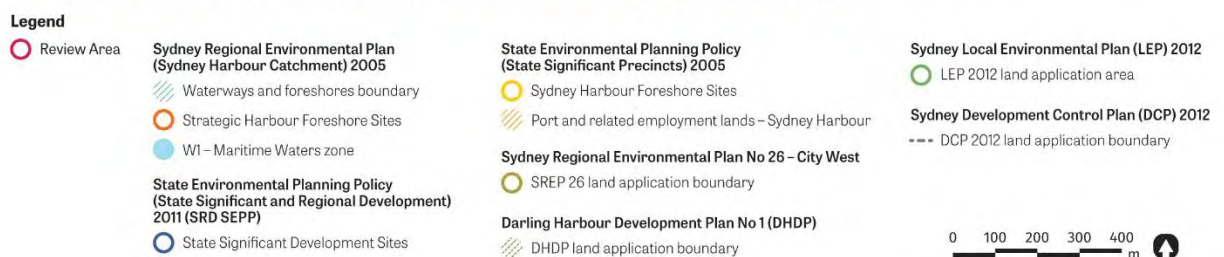 Legend
Review Area
Sydney Regional Environmental Plan
(Sydney Harbour Catchment) 2005
Waterways and foreshores boundary
Strategic Harbour Foreshore Sites
W1 – Maritime Waters zone
State Environmental Planning Policy
(State Significant and Regional Development)
2011 (SRD SEPP)
State Significant Development Sites
State Environmental Planning Policy
(State Significant Precincts) 2005
Sydney Harbour Foreshore Sites
Port and related employment lands – Sydney Harbour
Sydney Regional Environmental Plan No 26 – City West
SREP 26 land application boundary
Darling Harbour Development Plan No 1 (DHDP)
DHDP land application boundary
Sydney Local Environmental Plan (LEP) 2012
LEP 2012 land application area
Sydney Development Control Plan (DCP) 2012
DCP 2012 land application boundary
0 100 200 300 400
m